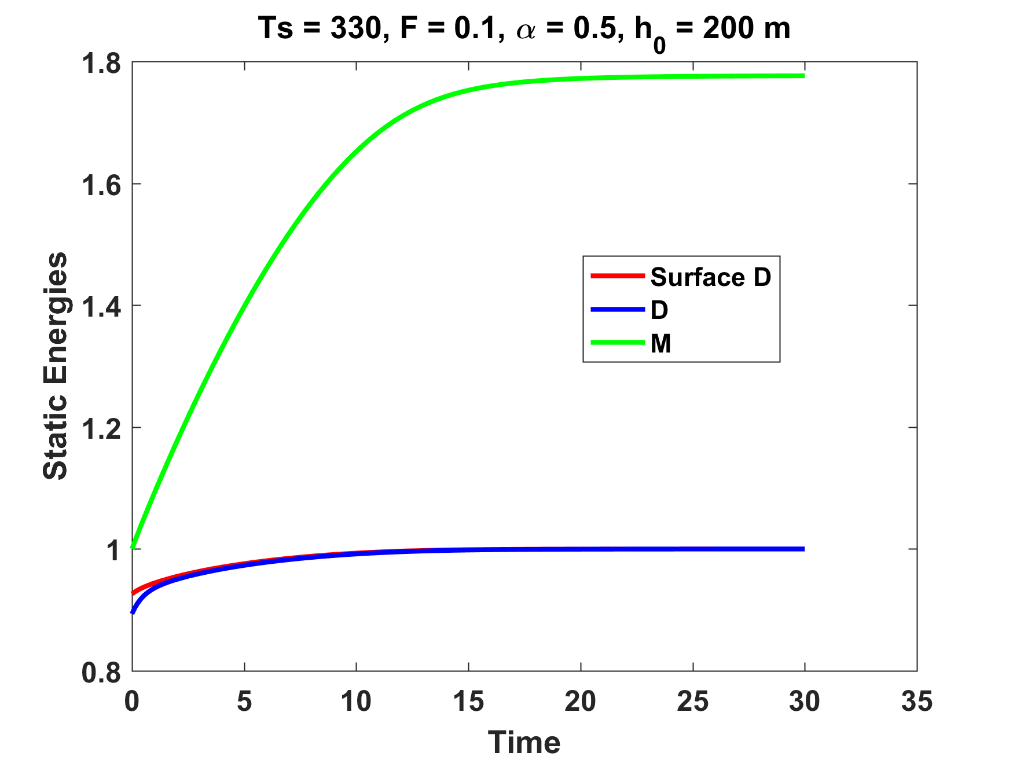 Ts = 330, F = 0.1, α = 0.5, h₀ = 200 m
Static Energies
1.8
1.6
1.4
1.2
1
0.8
Surface D
D
M
0 5 10 15 20 25 30 35
Time